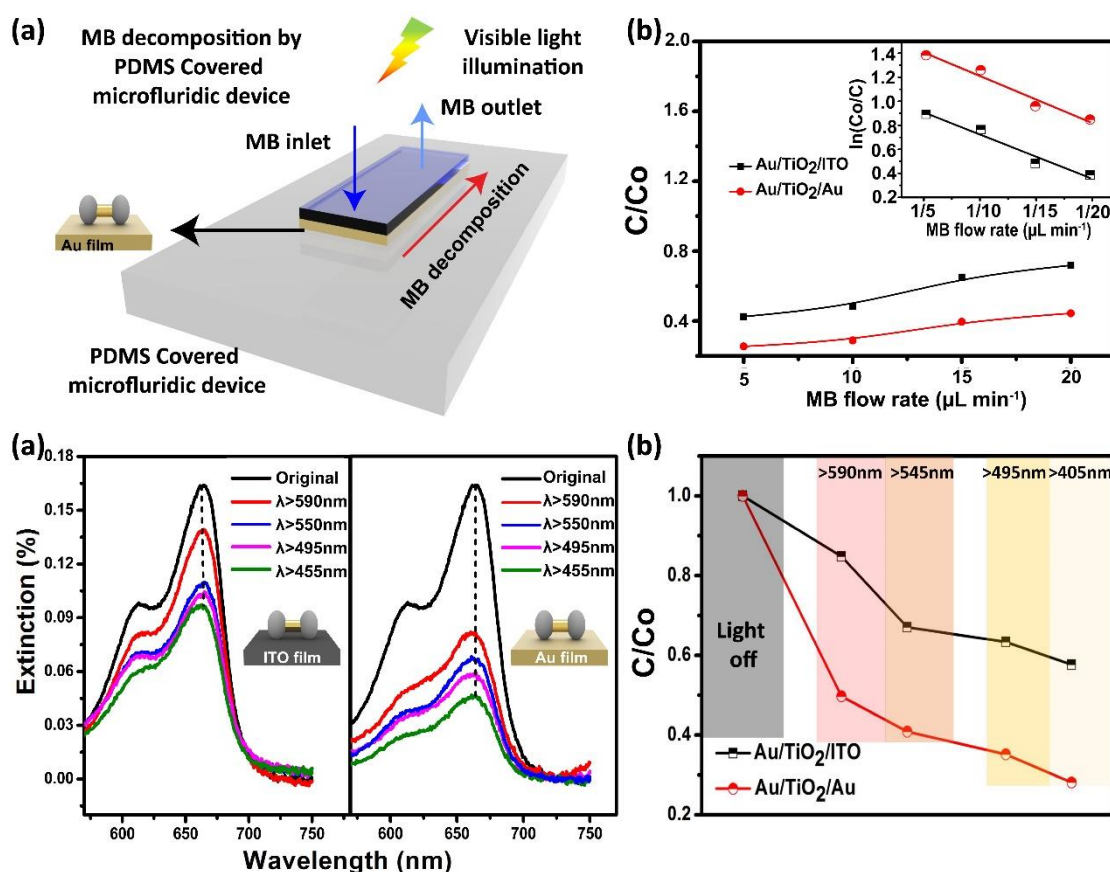 (a)
MB decomposition by
PDMS Covered
microfluridic device
Visible light
illumination
MB outlet
MB inlet
MB decomposition
Au film
PDMS Covered
microfluridic device
(b)
2.0
1.6
1.2
0.8
0.4
C/Co
Au/TiO₂/ITO
Au/TiO₂/Au
5
10
15
20
MB flow rate (µL min⁻¹)
1.4
1.2
1.0
0.8
0.6
0.4
ln(Co/C)
1/5
1/10
1/15
1/20
MB flow rate (µL min⁻¹)
(a)
0.18
0.15
0.12
0.09
0.06
0.03
0.00
Extinction (%)
Original
λ>590nm
λ>550nm
λ>495nm
λ>455nm
ITO film
600
650
700
750
Original
λ>590nm
λ>550nm
λ>495nm
λ>455nm
Au film
600
650
700
750
Wavelength (nm)
(b)
1.0
0.8
0.6
0.4
0.2
C/Co
Light
off
>590nm
>545nm
>495nm
>405nm
Au/TiO₂/ITO
Au/TiO₂/Au